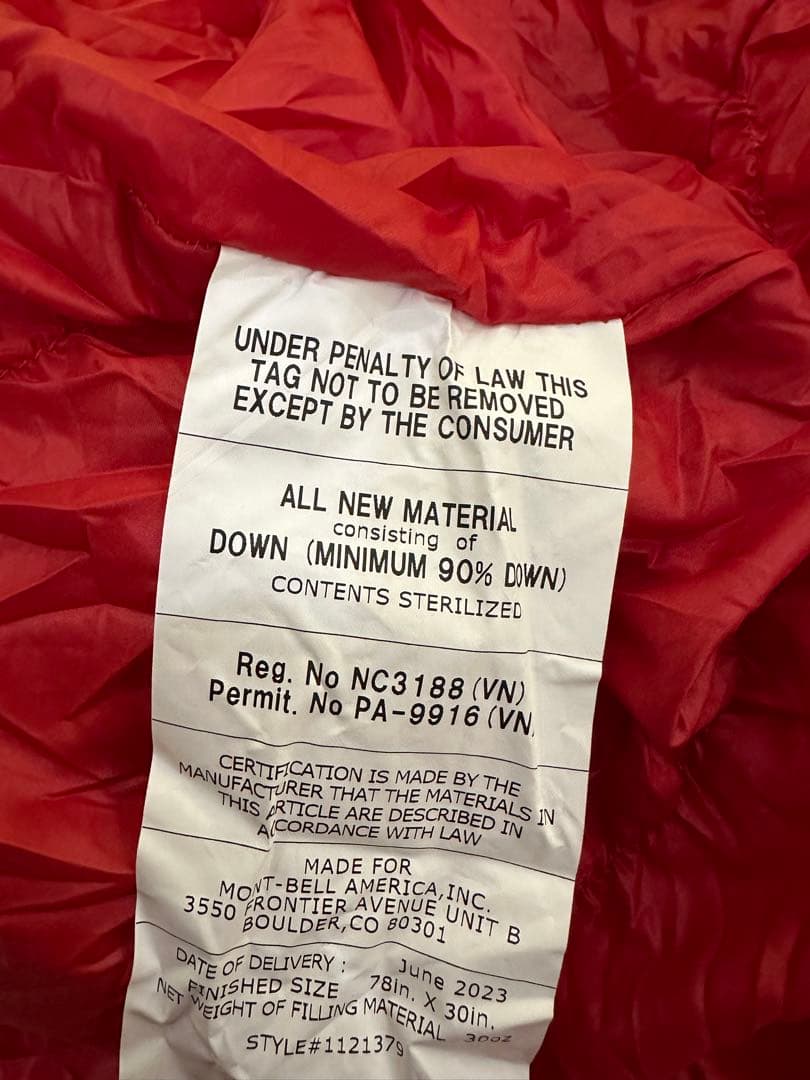 UNDER PENALTY OF LAW THIS
TAG NOT TO BE REMOVED
EXCEPT BY THE CONSUMER
ALL NEW MATERIAL
consisting of
DOWN (MINIMUM 90% DOWN)
CONTENTS STERILIZED
Reg. No NC3188 (VN)
Permit. No PA-9916 (VN
CERTIFICATION IS MADE BY THE
MANUFACTURER THAT THE MATERIALS IN
THIS ARTICLE ARE DESCRIBED IN
ACCORDANCE WITH LAW
MADE FOR
MONT-BELL AMERICA, INC.
3550 FRONTIER AVENUE UNIT B
BOULDER, CO 80301
DATE OF DELIVERY : June 2023
FINISHED SIZE 78in. X 30in.
NET WEIGHT OF FILLING MATERIAL 30oz
STYLE#1121379